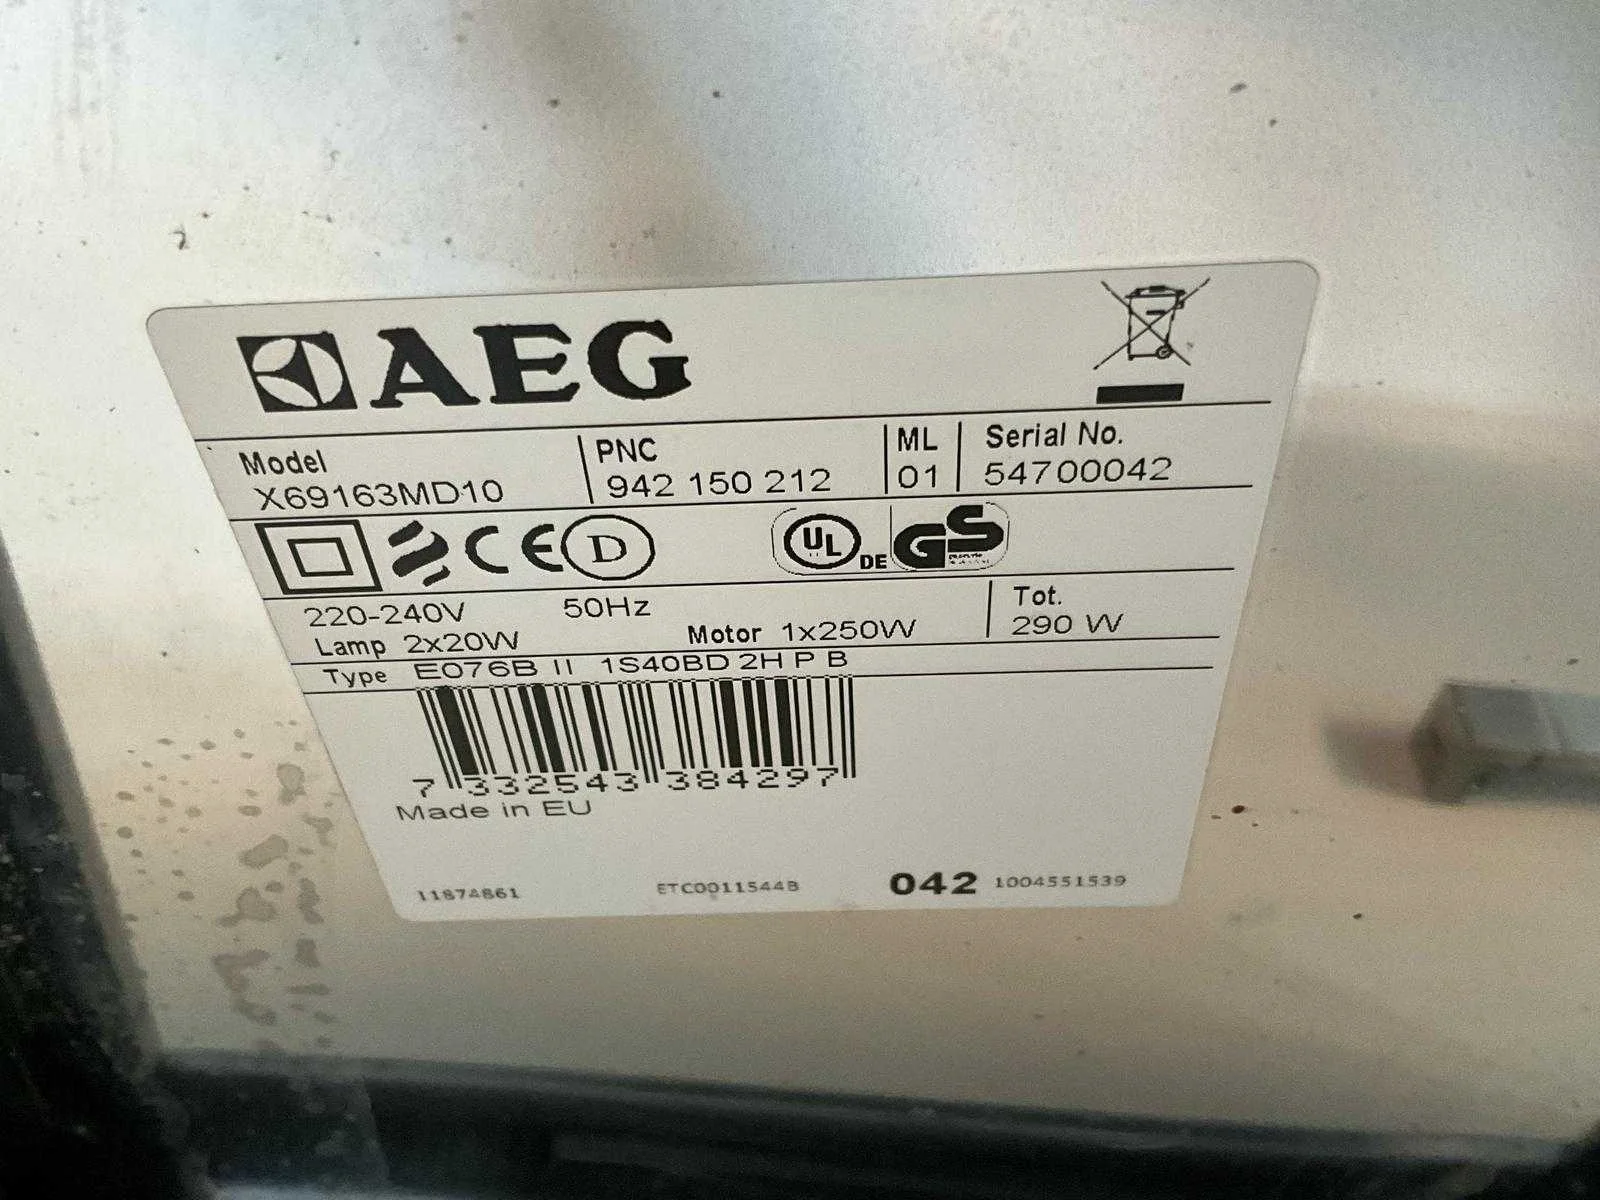 AEG
Model PNC ML Serial No.
X69163MD10 942 150 212 01 54700042
CE D UL DE GS
220-240V 50Hz Tot.
Lamp 2x20W Motor 1x250W 290 W
Type E076B II 1S40BD 2H P B
7 332543 384297
Made in EU
11874861 ETC0011544B 042 1004551539